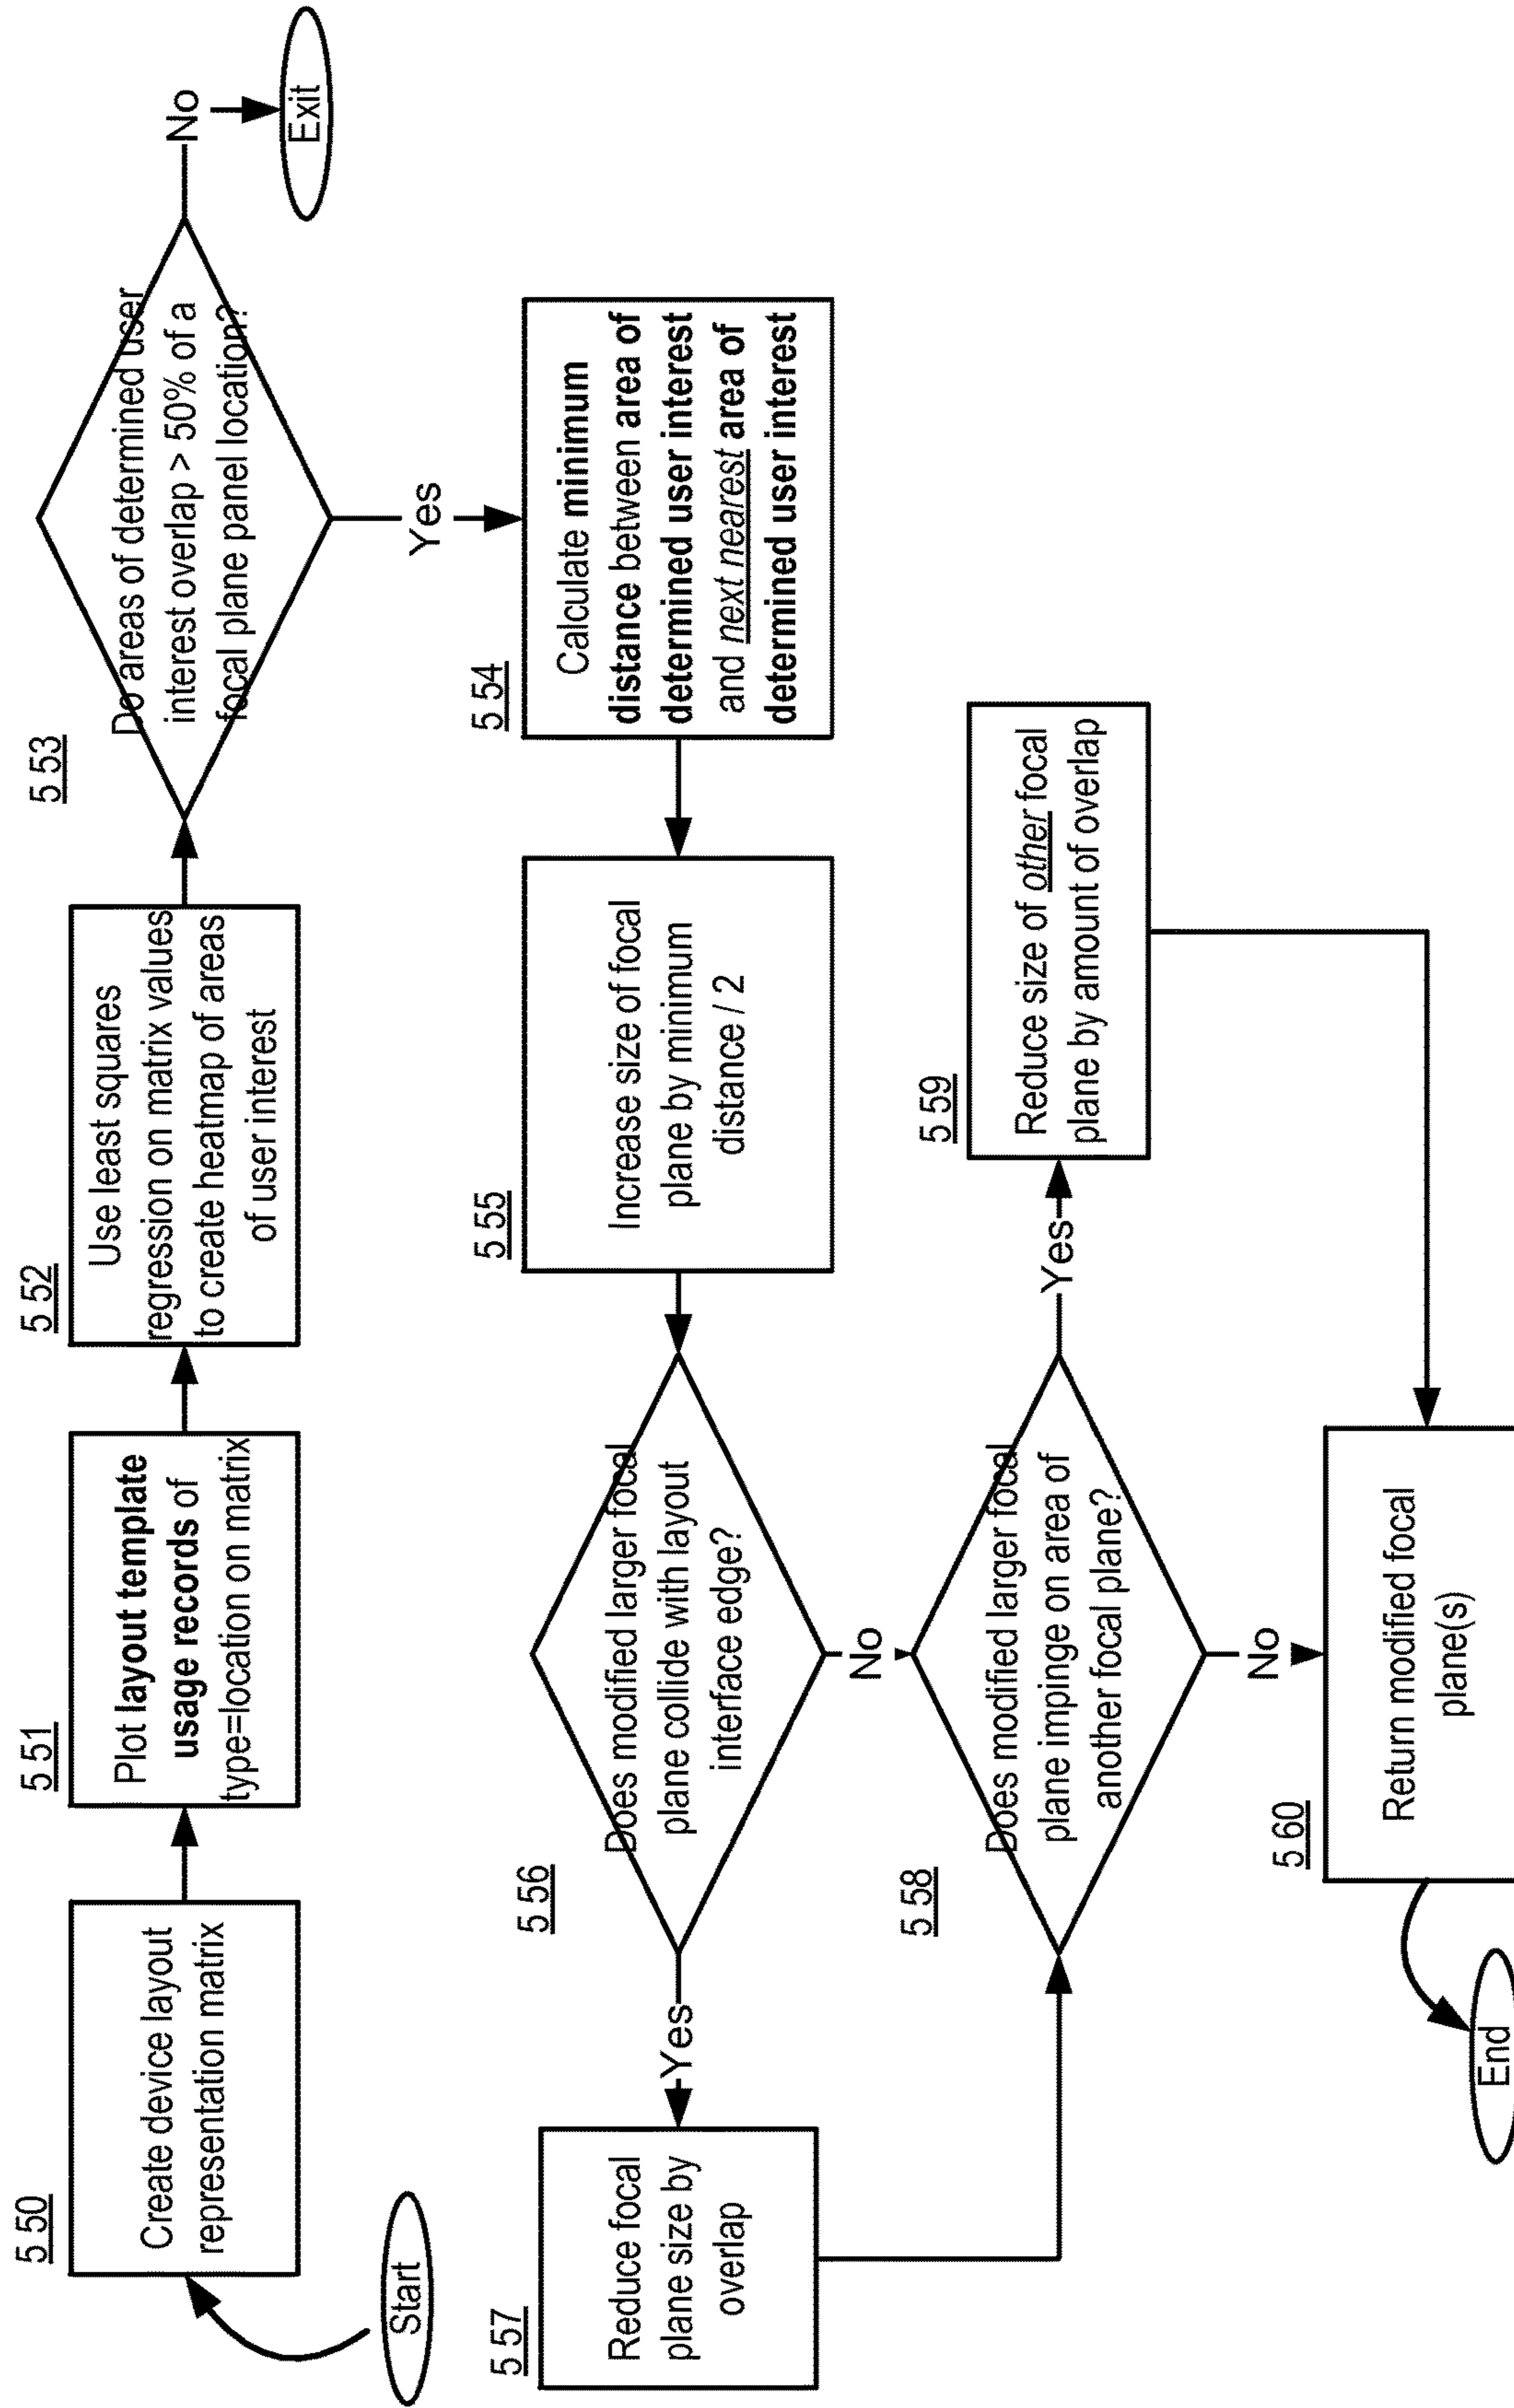 Start
5 50
Create device layout
representation matrix
5 51
Plot layout template
usage records of
type=location on matrix
5 52
Use least squares
regression on matrix values
to create heatmap of areas
of user interest
5 53
Do areas of determined user
interest overlap > 50% of a
focal plane panel location?
No
Exit
Yes
5 54
Calculate minimum
distance between area of
determined user interest
and next nearest area of
determined user interest
5 55
Increase size of focal
plane by minimum
distance / 2
5 56
Does modified larger focal
plane collide with layout
interface edge?
Yes
No
5 57
Reduce focal
plane size by
overlap
5 58
Does modified larger focal
plane impinge on area of
another focal plane?
Yes
No
5 59
Reduce size of other focal
plane by amount of overlap
5 60
Return modified focal
plane(s)
End